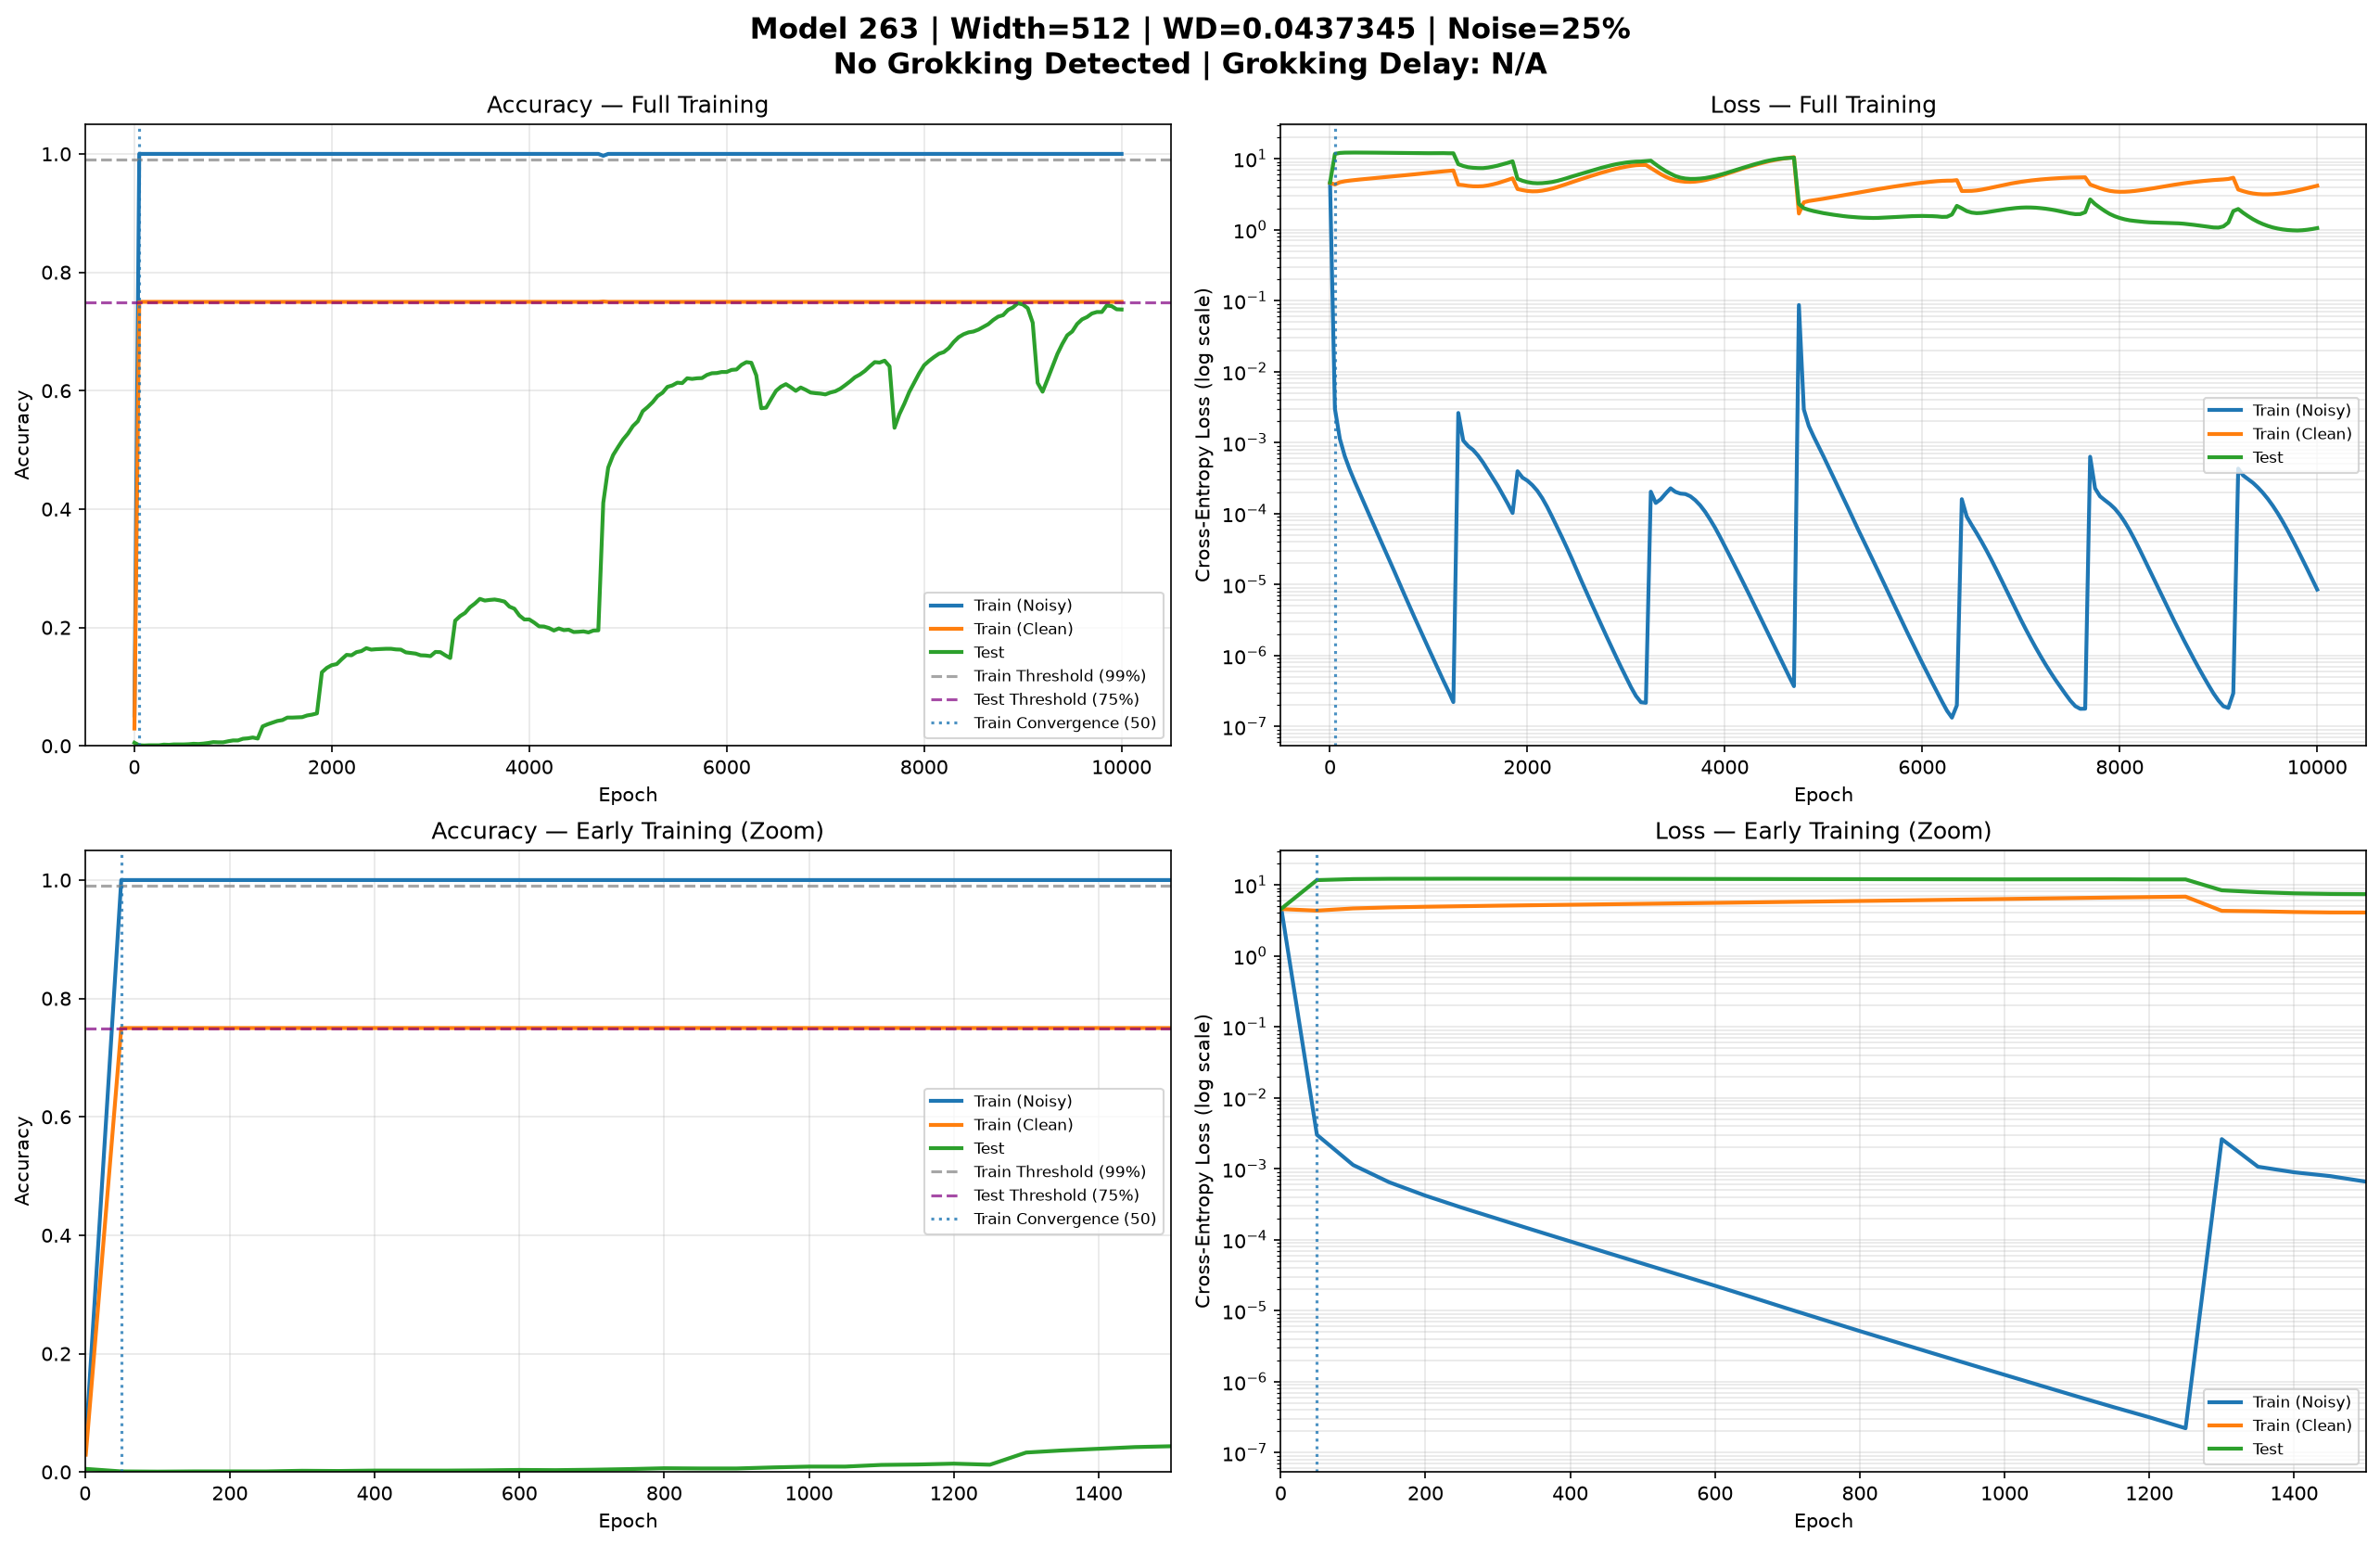 Model 263 | Width=512 | WD=0.0437345 | Noise=25%
No Grokking Detected | Grokking Delay: N/A
Accuracy — Full Training
1.0
0.8
0.6
0.4
0.2
0.0
Accuracy
0 2000 4000 6000 8000 10000
Epoch
Train (Noisy)
Train (Clean)
Test
Train Threshold (99%)
Test Threshold (75%)
Train Convergence (50)
Loss — Full Training
10^1
10^0
10^-1
10^-2
10^-3
10^-4
10^-5
10^-6
10^-7
Cross-Entropy Loss (log scale)
0 2000 4000 6000 8000 10000
Epoch
Train (Noisy)
Train (Clean)
Test
Accuracy — Early Training (Zoom)
1.0
0.8
0.6
0.4
0.2
0.0
Accuracy
0 200 400 600 800 1000 1200 1400
Epoch
Train (Noisy)
Train (Clean)
Test
Train Threshold (99%)
Test Threshold (75%)
Train Convergence (50)
Loss — Early Training (Zoom)
10^1
10^0
10^-1
10^-2
10^-3
10^-4
10^-5
10^-6
10^-7
Cross-Entropy Loss (log scale)
0 200 400 600 800 1000 1200 1400
Epoch
Train (Noisy)
Train (Clean)
Test